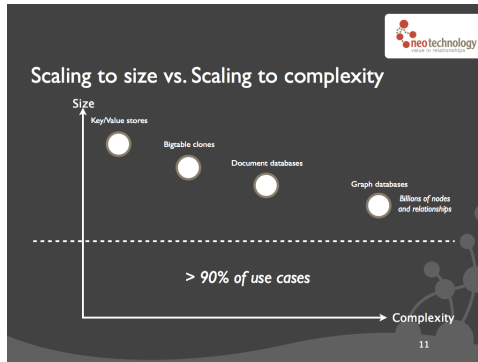 neotechnology
value in relationships
Scaling to size vs. Scaling to complexity
Size
Key/Value stores
Bigtable clones
Document databases
Graph databases
Billions of nodes
and relationships
> 90% of use cases
Complexity
11